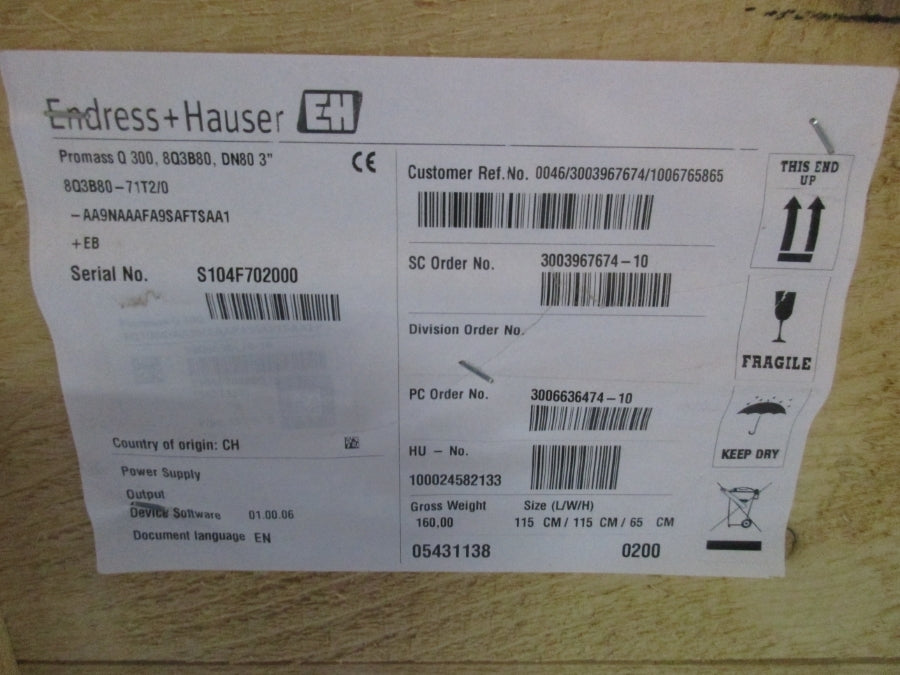 Endress+Hauser EH
Promass Q 300, 8Q3B80, DN80 3"
8Q3B80-71T2/0
-AA9NAAAFA9SAFTSAA1
+EB
Serial No. S104F702000
Country of origin: CH
Power Supply
Output
Device Software 01.00.06
Document language EN
CE
Customer Ref.No. 0046/3003967674/1006765865
SC Order No. 3003967674-10
Division Order No.
PC Order No. 3006636474-10
HU - No.
100024582133
Gross Weight Size (L/W/H)
160,00 115 CM / 115 CM / 65 CM
05431138 0200
THIS END
UP
FRAGILE
KEEP DRY